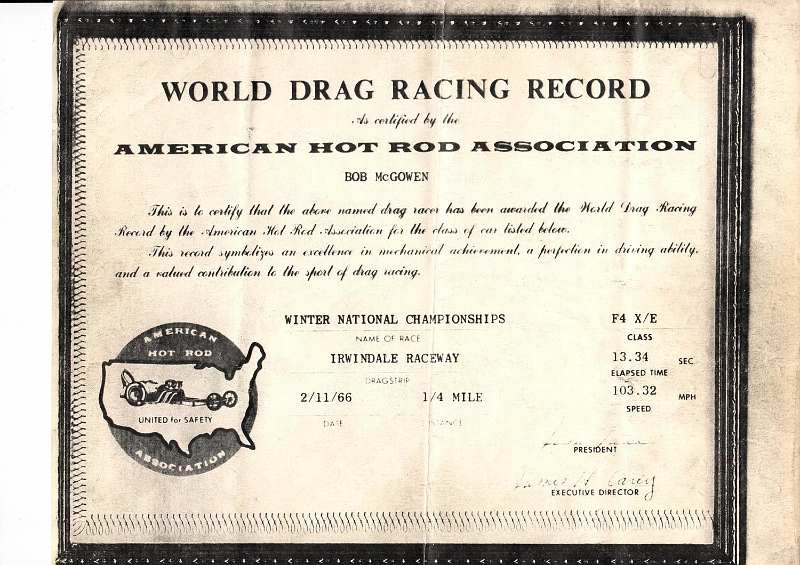 WORLD DRAG RACING RECORD
As certified by the
AMERICAN HOT ROD ASSOCIATION
BOB McGOWEN
This is to certify that the above named drag racer has been awarded the World Drag Racing
Record by the American Hot Rod Association for the class of car listed below.
This record symbolizes an excellence in mechanical achievement, a perfection in driving ability,
and a valued contribution to the sport of drag racing.
WINTER NATIONAL CHAMPIONSHIPS F4 X/E
NAME OF RACE CLASS
IRWINDALE RACEWAY 13.34 SEC
DRAGSTRIP ELAPSED TIME
2/11/66 1/4 MILE 103.32 MPH
DATE DISTANCE SPEED
AMERICAN
HOT ROD
UNITED for SAFETY
ASSOCIATION
PRESIDENT
James H Carey
EXECUTIVE DIRECTOR